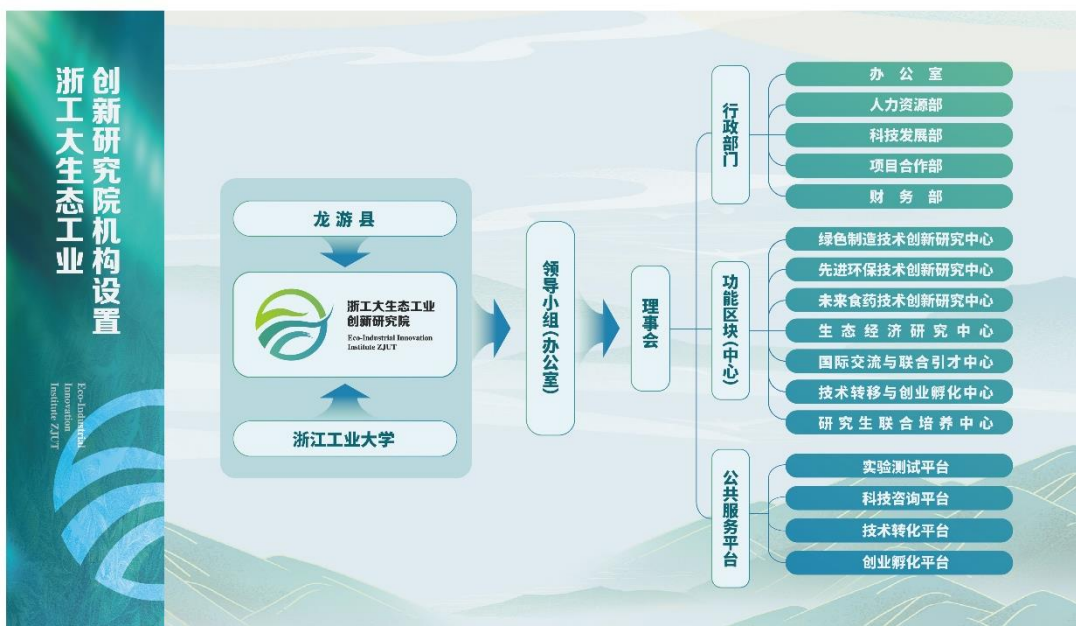 浙工大生态工业
创新研究院机构设置
Eco-Industrial
Innovation
Institute ZJUT
龙游县
浙工大生态工业
创新研究院
Eco-Industrial Innovation
Institute ZJUT
浙江工业大学
领导小组(办公室)
理事会
行政部门
办公室
人力资源部
科技发展部
项目合作部
财务部
功能区块(中心)
绿色制造技术创新研究中心
先进环保技术创新研究中心
未来食药技术创新研究中心
生态经济研究中心
国际交流与联合引才中心
技术转移与创业孵化中心
研究生联合培养中心
公共服务平台
实验测试平台
科技咨询平台
技术转化平台
创业孵化平台